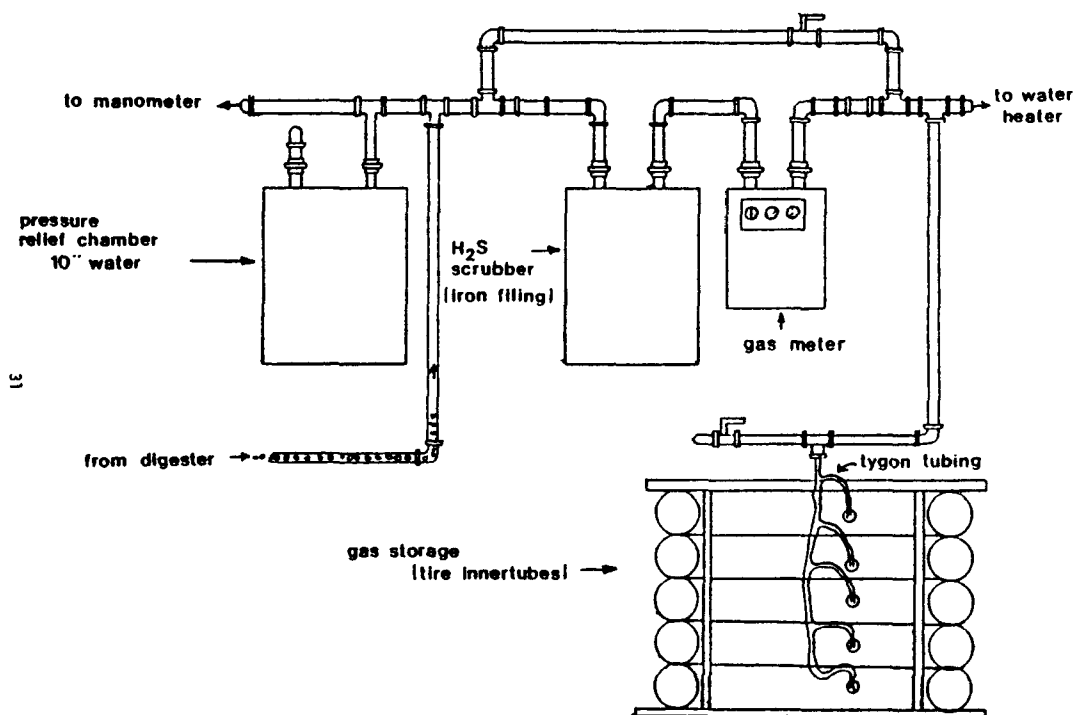 to manometer
to water
heater
pressure
relief chamber
10" water
H₂S
scrubber
(iron filing)
gas meter
31
from digester
tygon tubing
gas storage
(tire innertubes)